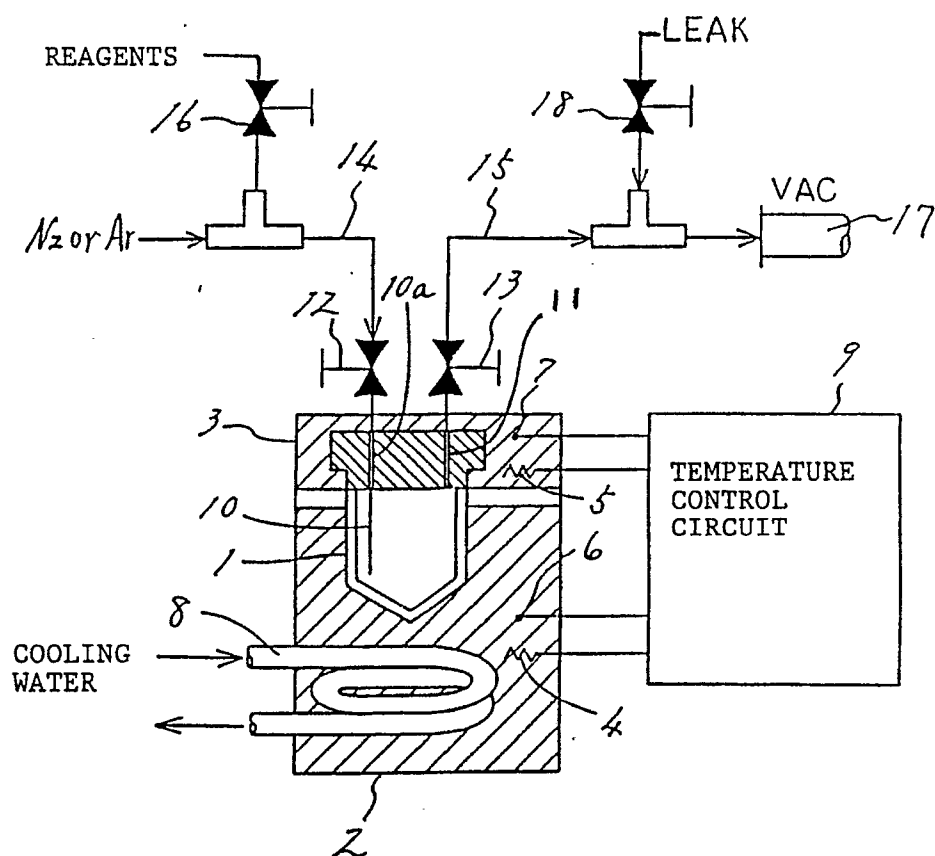 LEAK
REAGENTS
16
18
14
15
VAC
N2 or Ar
17
10a
13
11
12
7
9
3
TEMPERATURE
CONTROL
CIRCUIT
5
10
1
6
8
COOLING
WATER
4
2